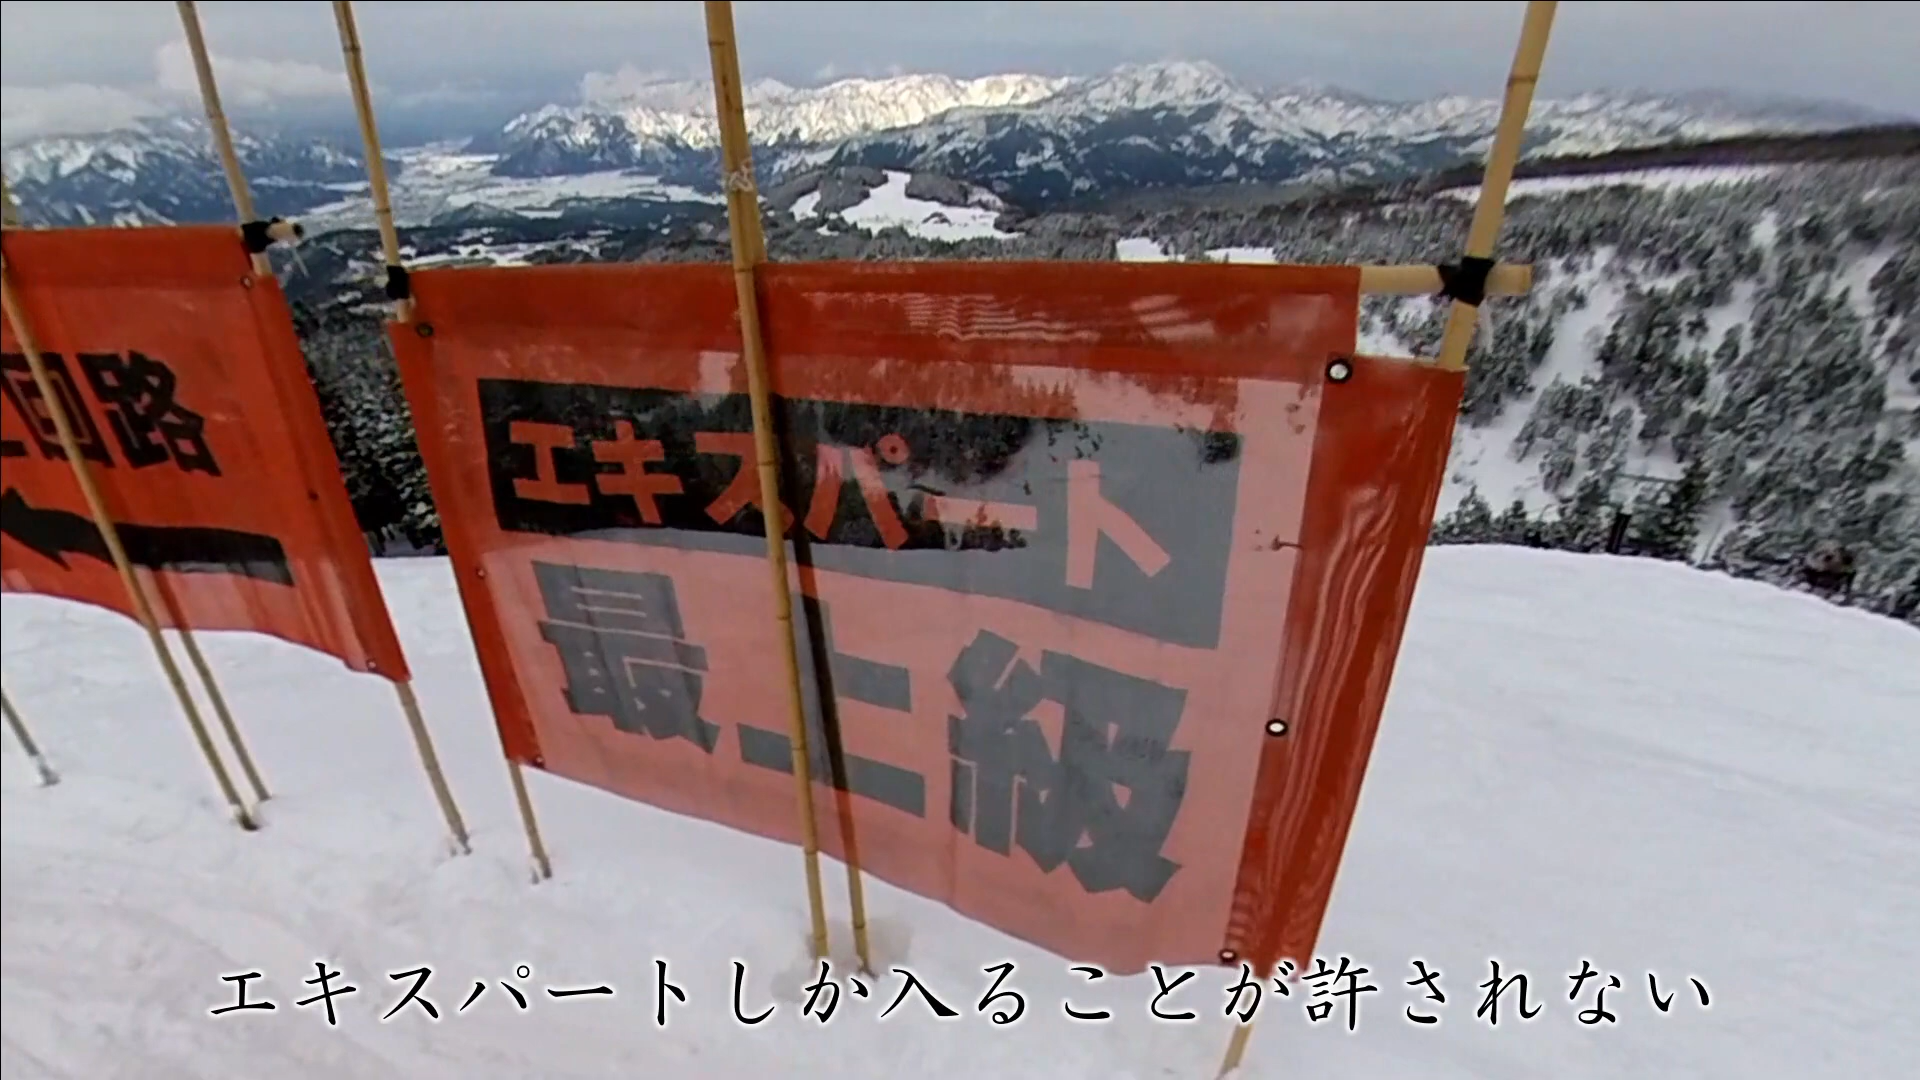 回路
エキスパート
最上級
エキスパートしか入ることが許されない